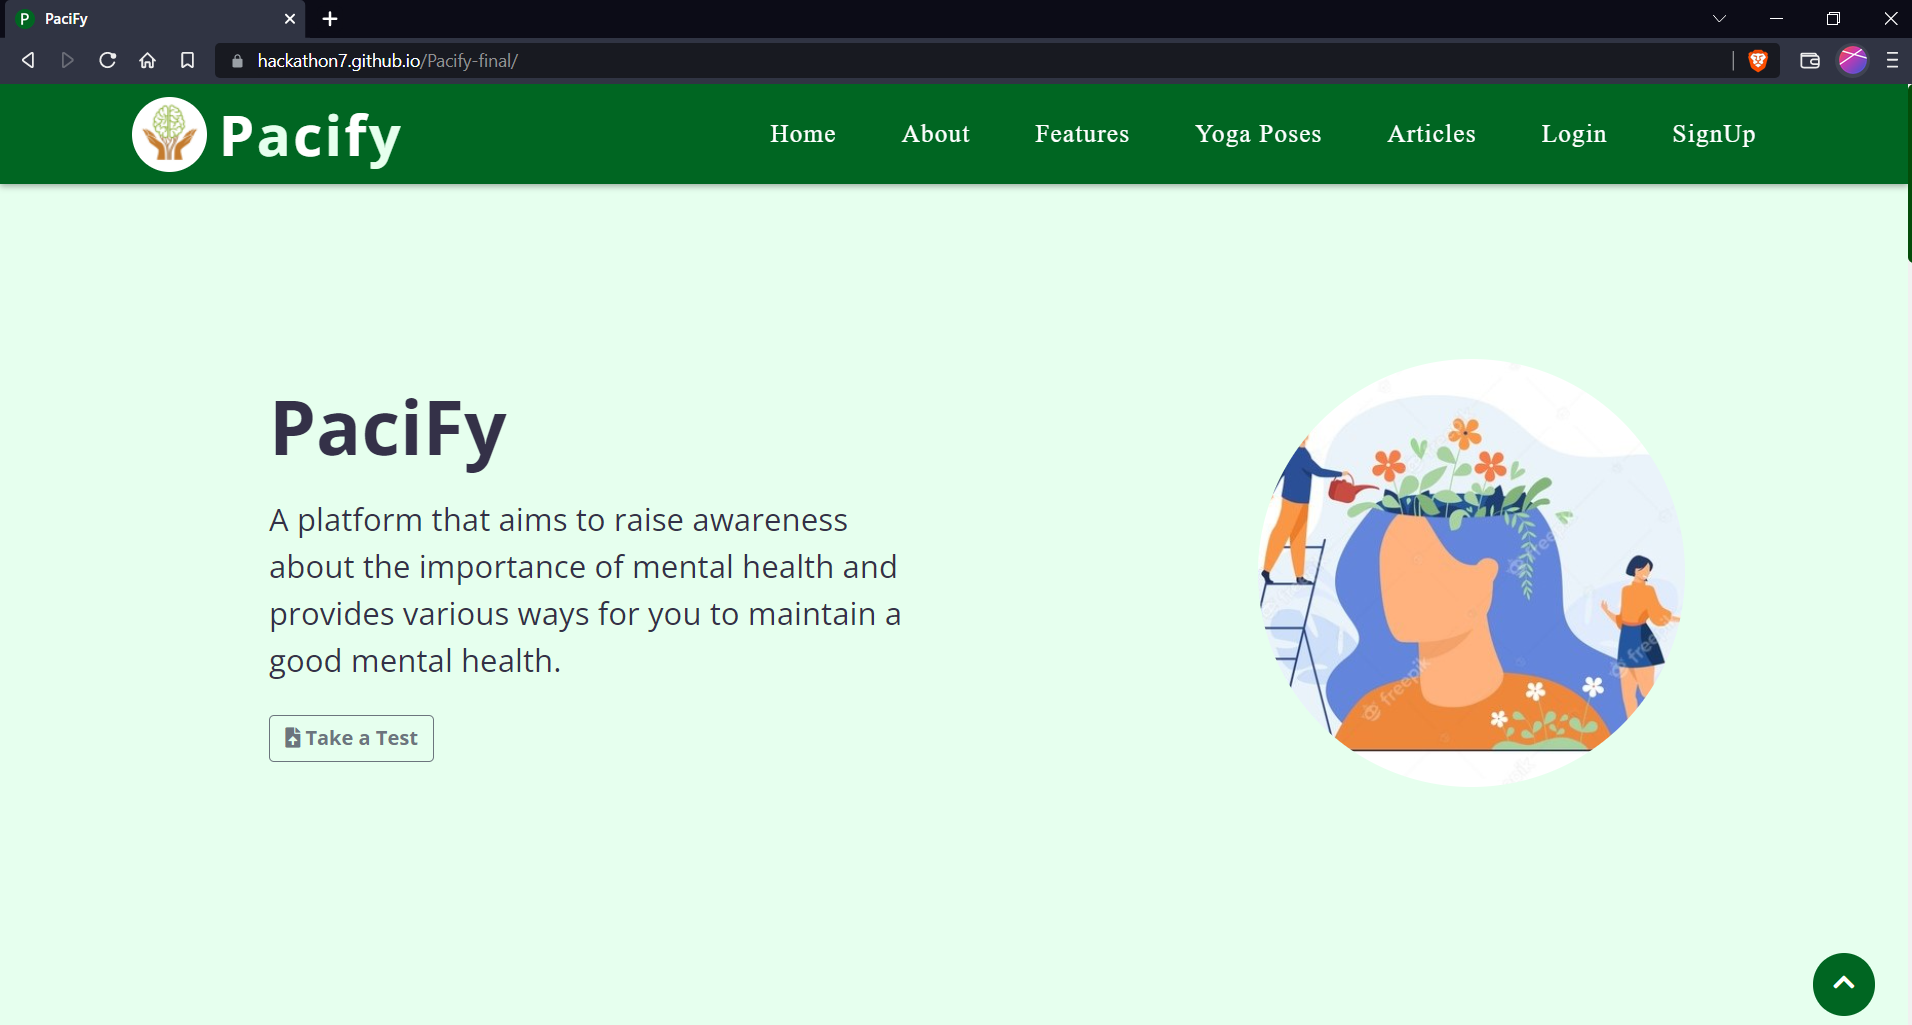 P PaciFy
hackathon7.github.io/Pacify-final/
Pacify
Home About Features Yoga Poses Articles Login SignUp
PaciFy
A platform that aims to raise awareness
about the importance of mental health and
provides various ways for you to maintain a
good mental health.
Take a Test
freepik
freepik
freepik